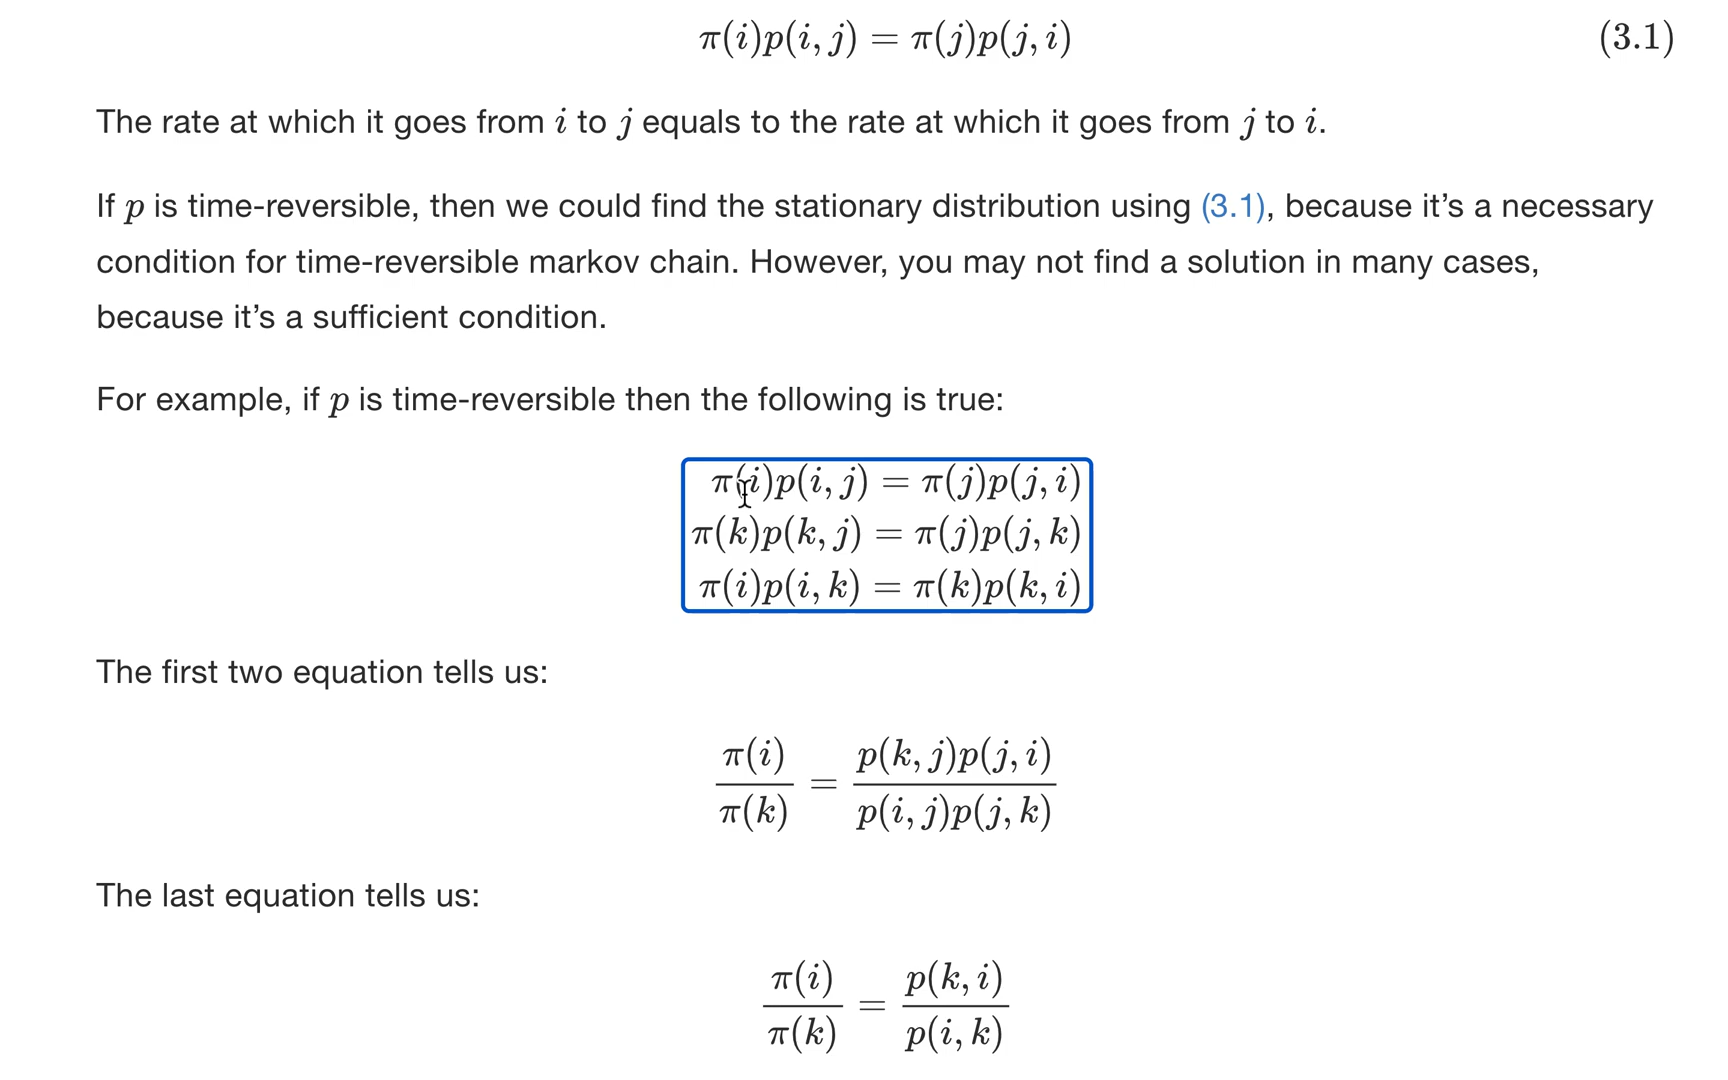 π(i)p(i, j) = π(j)p(j, i) (3.1)
The rate at which it goes from i to j equals to the rate at which it goes from j to i.
If p is time-reversible, then we could find the stationary distribution using (3.1), because it’s a necessary
condition for time-reversible markov chain. However, you may not find a solution in many cases,
because it’s a sufficient condition.
For example, if p is time-reversible then the following is true:
π(i)p(i, j) = π(j)p(j, i)
π(k)p(k, j) = π(j)p(j, k)
π(i)p(i, k) = π(k)p(k, i)
The first two equation tells us:
π(i)/π(k) = p(k, j)p(j, i)/p(i, j)p(j, k)
The last equation tells us:
π(i)/π(k) = p(k, i)/p(i, k)